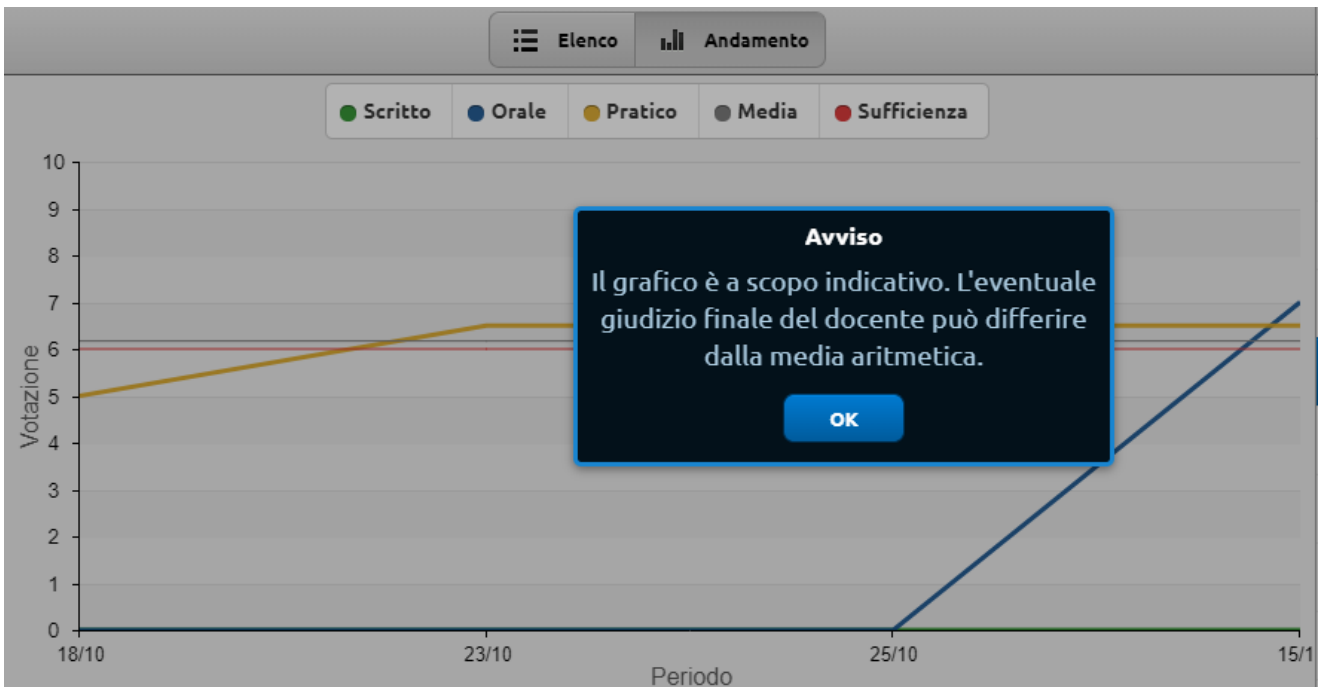 Elenco
Andamento
Scritto
Orale
Pratico
Media
Sufficienza
10
9
8
7
6
5
4
3
2
1
0
Votazione
Avviso
Il grafico è a scopo indicativo. L'eventuale
giudizio finale del docente può differire
dalla media aritmetica.
OK
18/10
23/10
25/10
15/1
Periodo